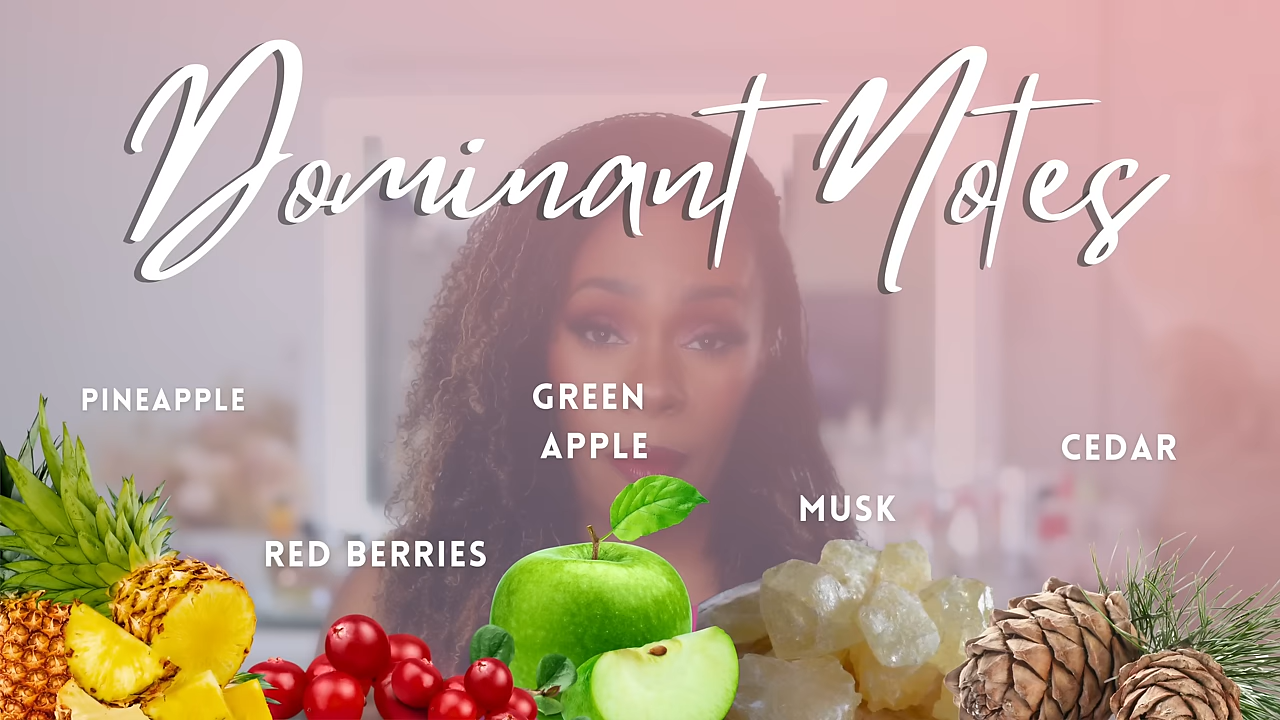 Dominant Notes
PINEAPPLE
GREEN
APPLE
CEDAR
MUSK
RED BERRIES